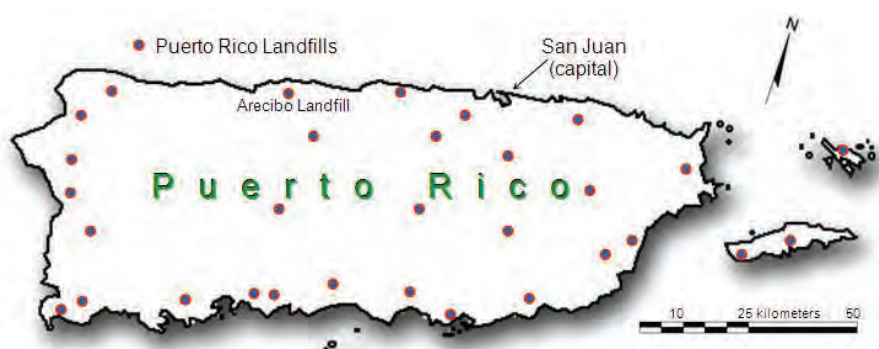 N
Puerto Rico Landfills
San Juan
(capital)
Arecibo Landfill
Puerto Rico
10 25 kilometers 50